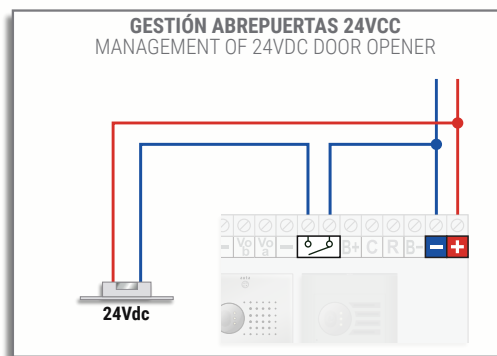 GESTIÓN ABREPUERTAS 24VCC
MANAGEMENT OF 24VDC DOOR OPENER
– Vo b Vo a – B+ C R B- – +
24Vdc